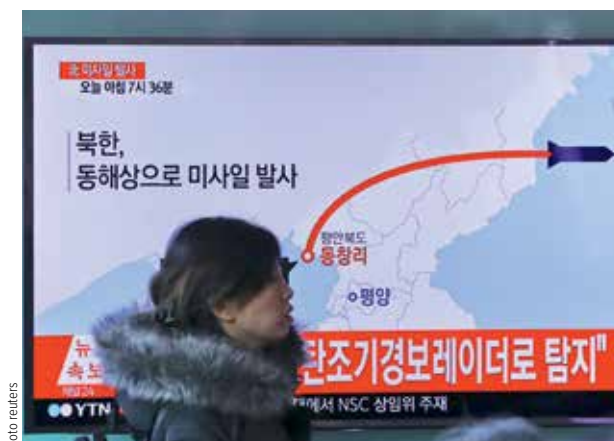 北 미사일 발사
오늘 아침 7시 36분
북한,
동해상으로 미사일 발사
평안북도
동창리
평양
뉴
속보
탄조기경보레이더로 탐지"
YTN
에서 NSC 상임위 주재
oto reuters